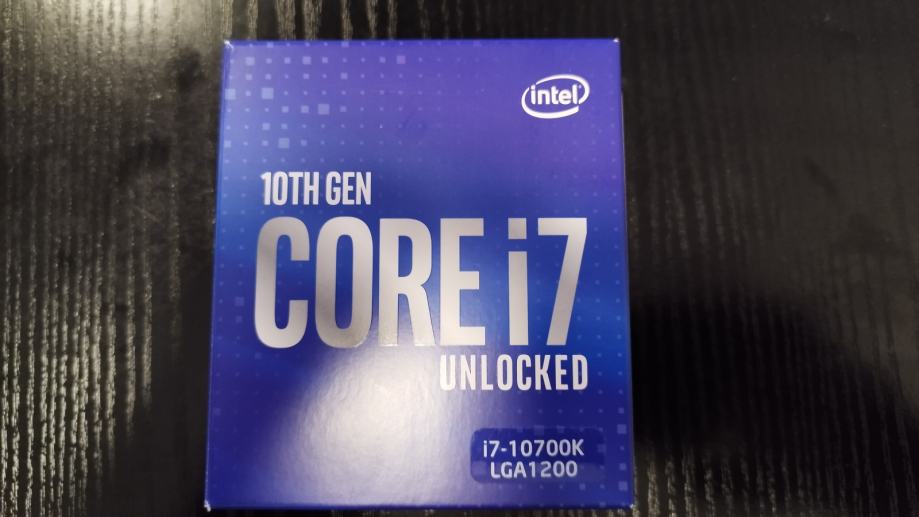 intel
10TH GEN
CORE i7
UNLOCKED
i7-10700K
LGA1200